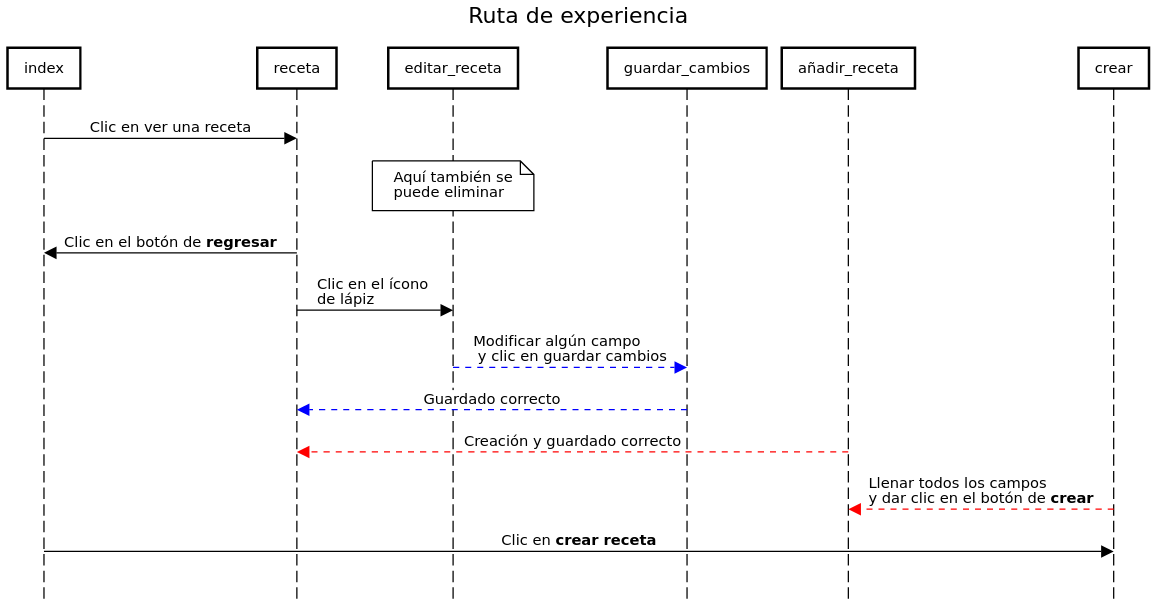 Ruta de experiencia
index
receta
editar_receta
guardar_cambios
añadir_receta
crear
Clic en ver una receta
Aquí también se
puede eliminar
Clic en el botón de regresar
Clic en el ícono
de lápiz
Modificar algún campo
y clic en guardar cambios
Guardado correcto
Creación y guardado correcto
Llenar todos los campos
y dar clic en el botón de crear
Clic en crear receta